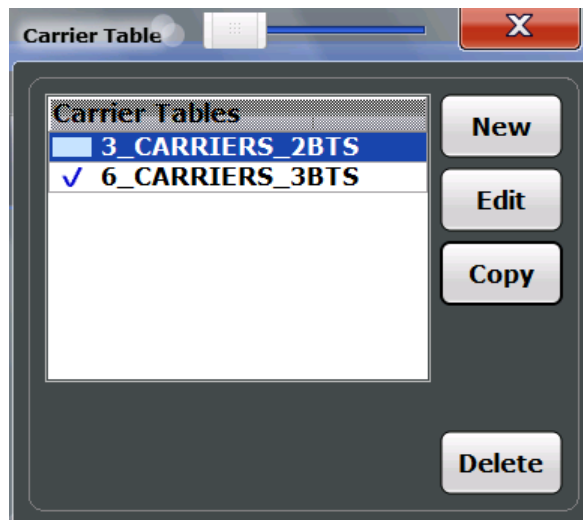 Carrier Table
X
Carrier Tables
3_CARRIERS_2BTS
6_CARRIERS_3BTS
New
Edit
Copy
Delete